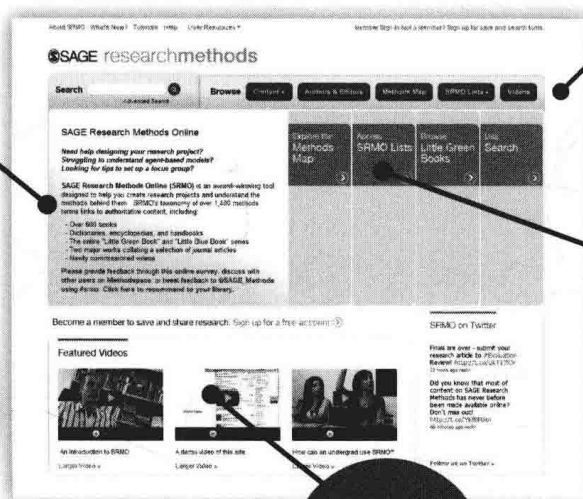 About SRMO What's New? Tutorials Help User Resources
Member Sign In Not a member? Sign up for save and search
SAGE researchmethods
Search
Advanced Search
Browse
Content
Authors & Editors
Methods Map
SRMO Lists
Videos
SAGE Research Methods Online
Need help designing your research project?
Struggling to understand agent-based models?
Looking for tips to set up a focus group?
SAGE Research Methods Online (SRMO) is an award-winning tool
designed to help you create research projects and understand the
methods behind them. SRMO's taxonomy of over 1,400 methods
terms links to authoritative content, including:
- Over 600 books
- Dictionaries, encyclopedias, and handbooks
- The entire "Little Green Book" and "Little Blue Book" series
- Two major works collating a selection of journal articles
- Newly commissioned videos
Please provide feedback through this online survey, discuss with
other users on Methodspace, or tweet feedback to @SAGE_Methods
using #srmo. Click here to recommend to your library.
Explore the
Methods
Map
Access
SRMO Lists
Browse
Little Green
Books
Search
Become a member to save and share research. Sign up for a free account
Featured Videos
An Introduction to SRMO
Larger Video »
A demo video of this site
Larger Video »
How can an undergrad use SRMO?
Larger Video »
SRMO on Twitter
Finals are over - submit your
research article to #Evaluation
Review!
Did you know that most of
content on SAGE Research
Methods has never before
been made available online?
Don't miss out!
Follow us on Twitter »